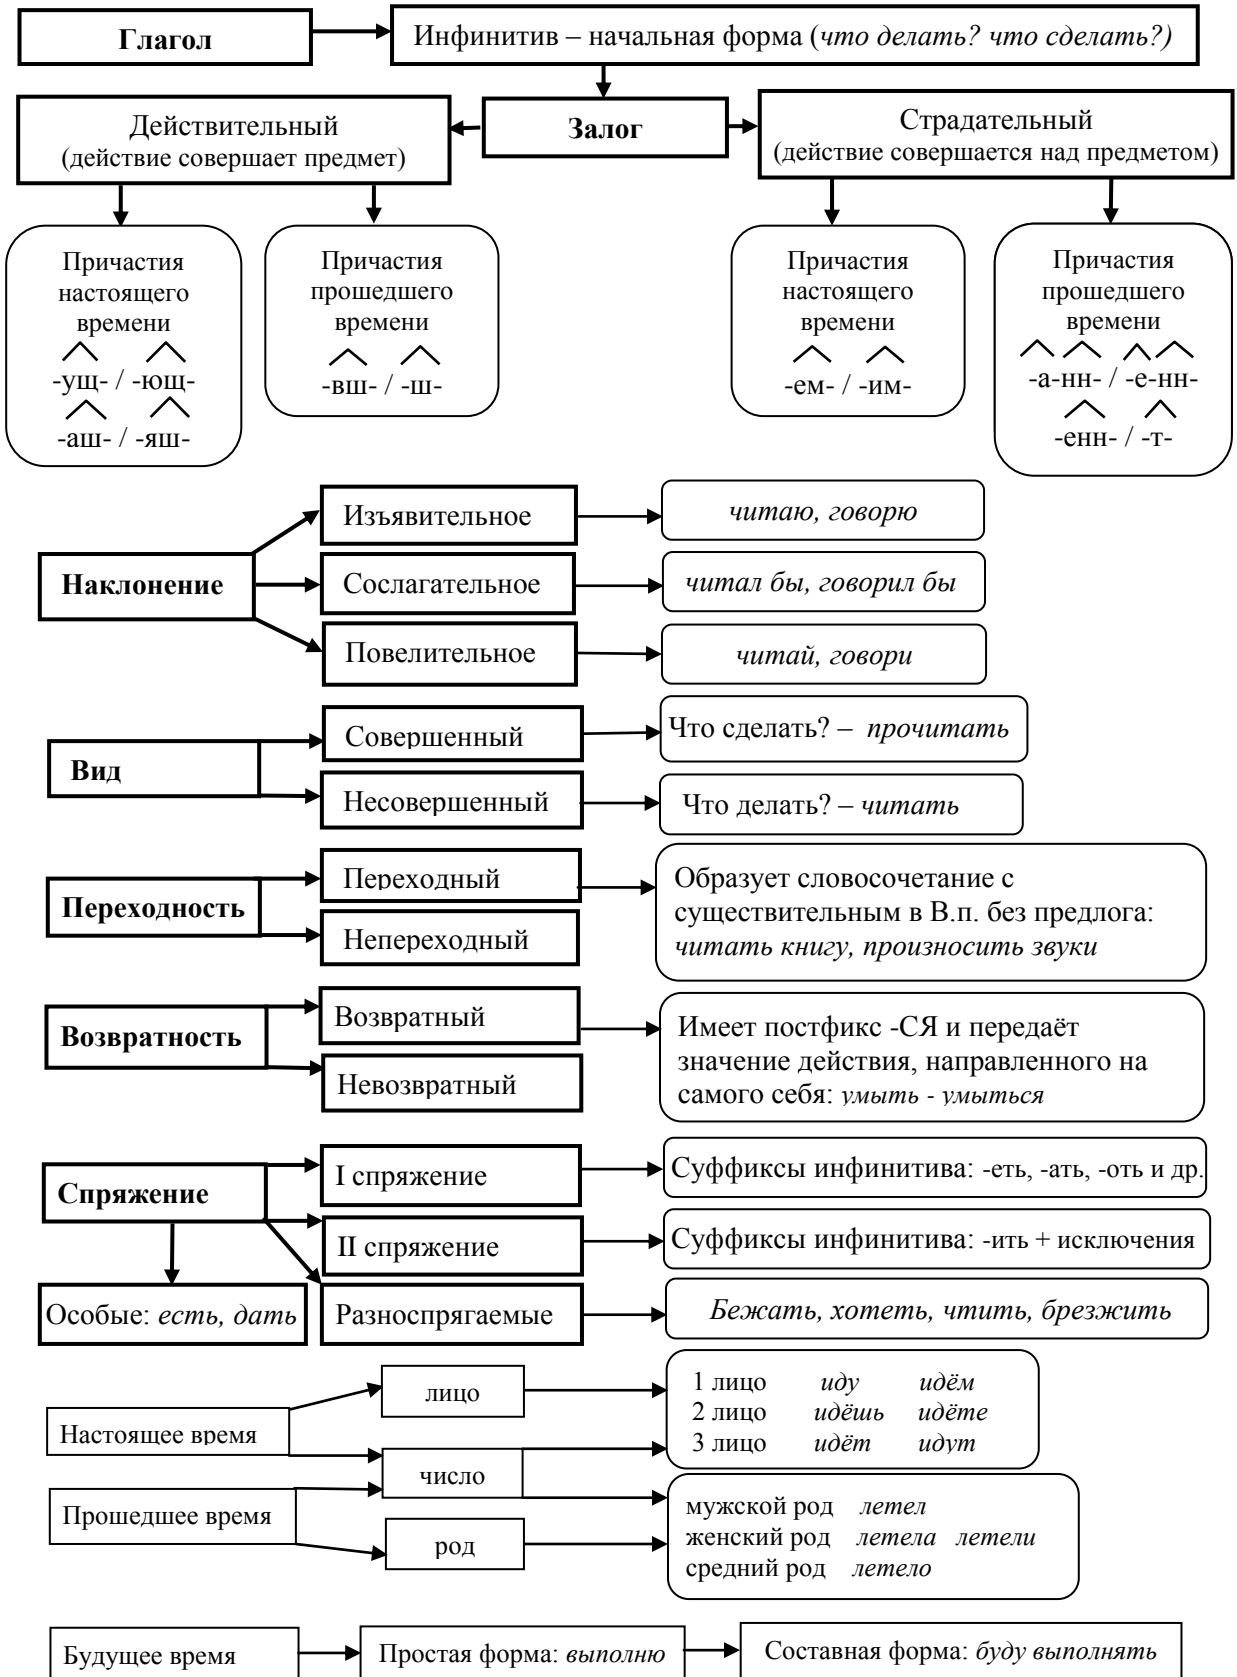 Глагол
Инфинитив – начальная форма (что делать? что сделать?)
Действительный
(действие совершает предмет)
Залог
Страдательный
(действие совершается над предметом)
Причастия
настоящего
времени
-ущ- / -ющ-
-аш- / -яш-
Причастия
прошедшего
времени
-вш- / -ш-
Причастия
настоящего
времени
-ем- / -им-
Причастия
прошедшего
времени
-а-нн- / -е-нн-
-енн- / -т-
Наклонение
Изъявительное
читаю, говорю
Сослагательное
читал бы, говорил бы
Повелительное
читай, говори
Вид
Совершенный
Что сделать? – прочитать
Несовершенный
Что делать? – читать
Переходность
Переходный
Непереходный
Образует словосочетание с
существительным в В.п. без предлога:
читать книгу, произносить звуки
Возвратность
Возвратный
Невозвратный
Имеет постфикс -СЯ и передаёт
значение действия, направленного на
самого себя: умыть - умыться
Спряжение
I спряжение
Суффиксы инфинитива: -еть, -ать, -оть и др.
II спряжение
Суффиксы инфинитива: -ить + исключения
Особые: есть, дать
Разноспрягаемые
Бежать, хотеть, чтить, брезжить
Настоящее время
лицо
1 лицо иду идём
2 лицо идёшь идёте
3 лицо идёт идут
число
Прошедшее время
род
мужской род летел
женский род летела летели
средний род летело
Будущее время
Простая форма: выполню
Составная форма: буду выполнять